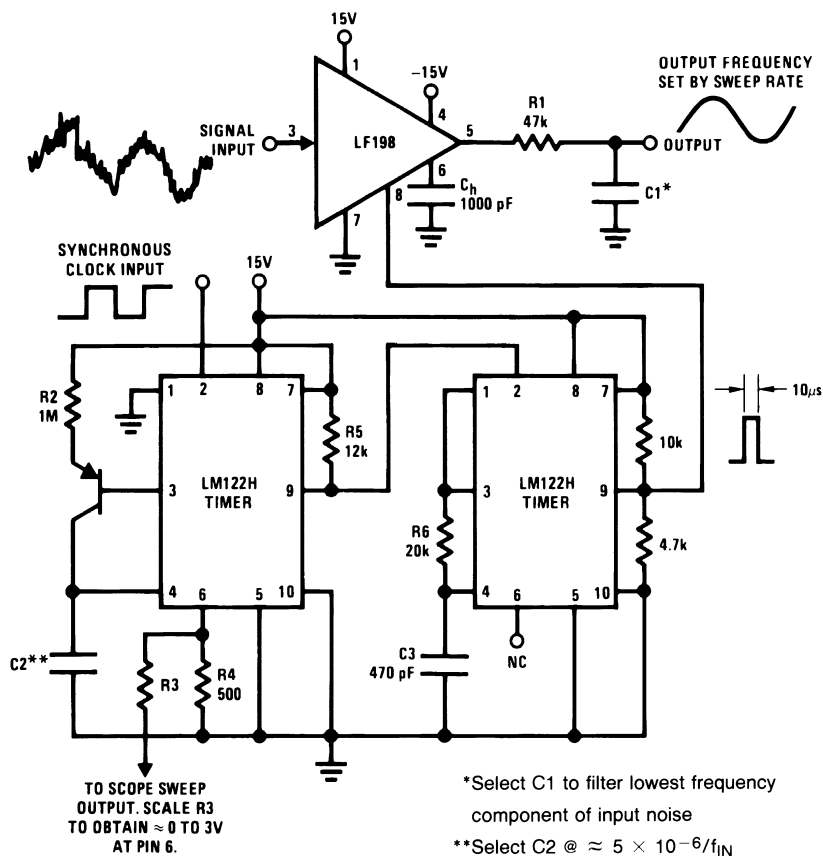 15V
1
-15V
4
OUTPUT FREQUENCY
SET BY SWEEP RATE
SIGNAL
INPUT
3
LF198
5
R1
47k
OUTPUT
6
8
7
Ch
1000 pF
C1*
SYNCHRONOUS
CLOCK INPUT
15V
R2
1M
1
2
8
7
R5
12k
3
LM122H
TIMER
9
4
6
5
10
C2**
R3
R4
500
1
2
8
7
10k
3
LM122H
TIMER
9
R6
20k
4.7k
4
6
5
10
C3
470 pF
NC
10μs
TO SCOPE SWEEP
OUTPUT. SCALE R3
TO OBTAIN ≈ 0 TO 3V
AT PIN 6.
*Select C1 to filter lowest frequency
component of input noise
**Select C2 @ ≈ 5 × 10⁻⁶/fIN